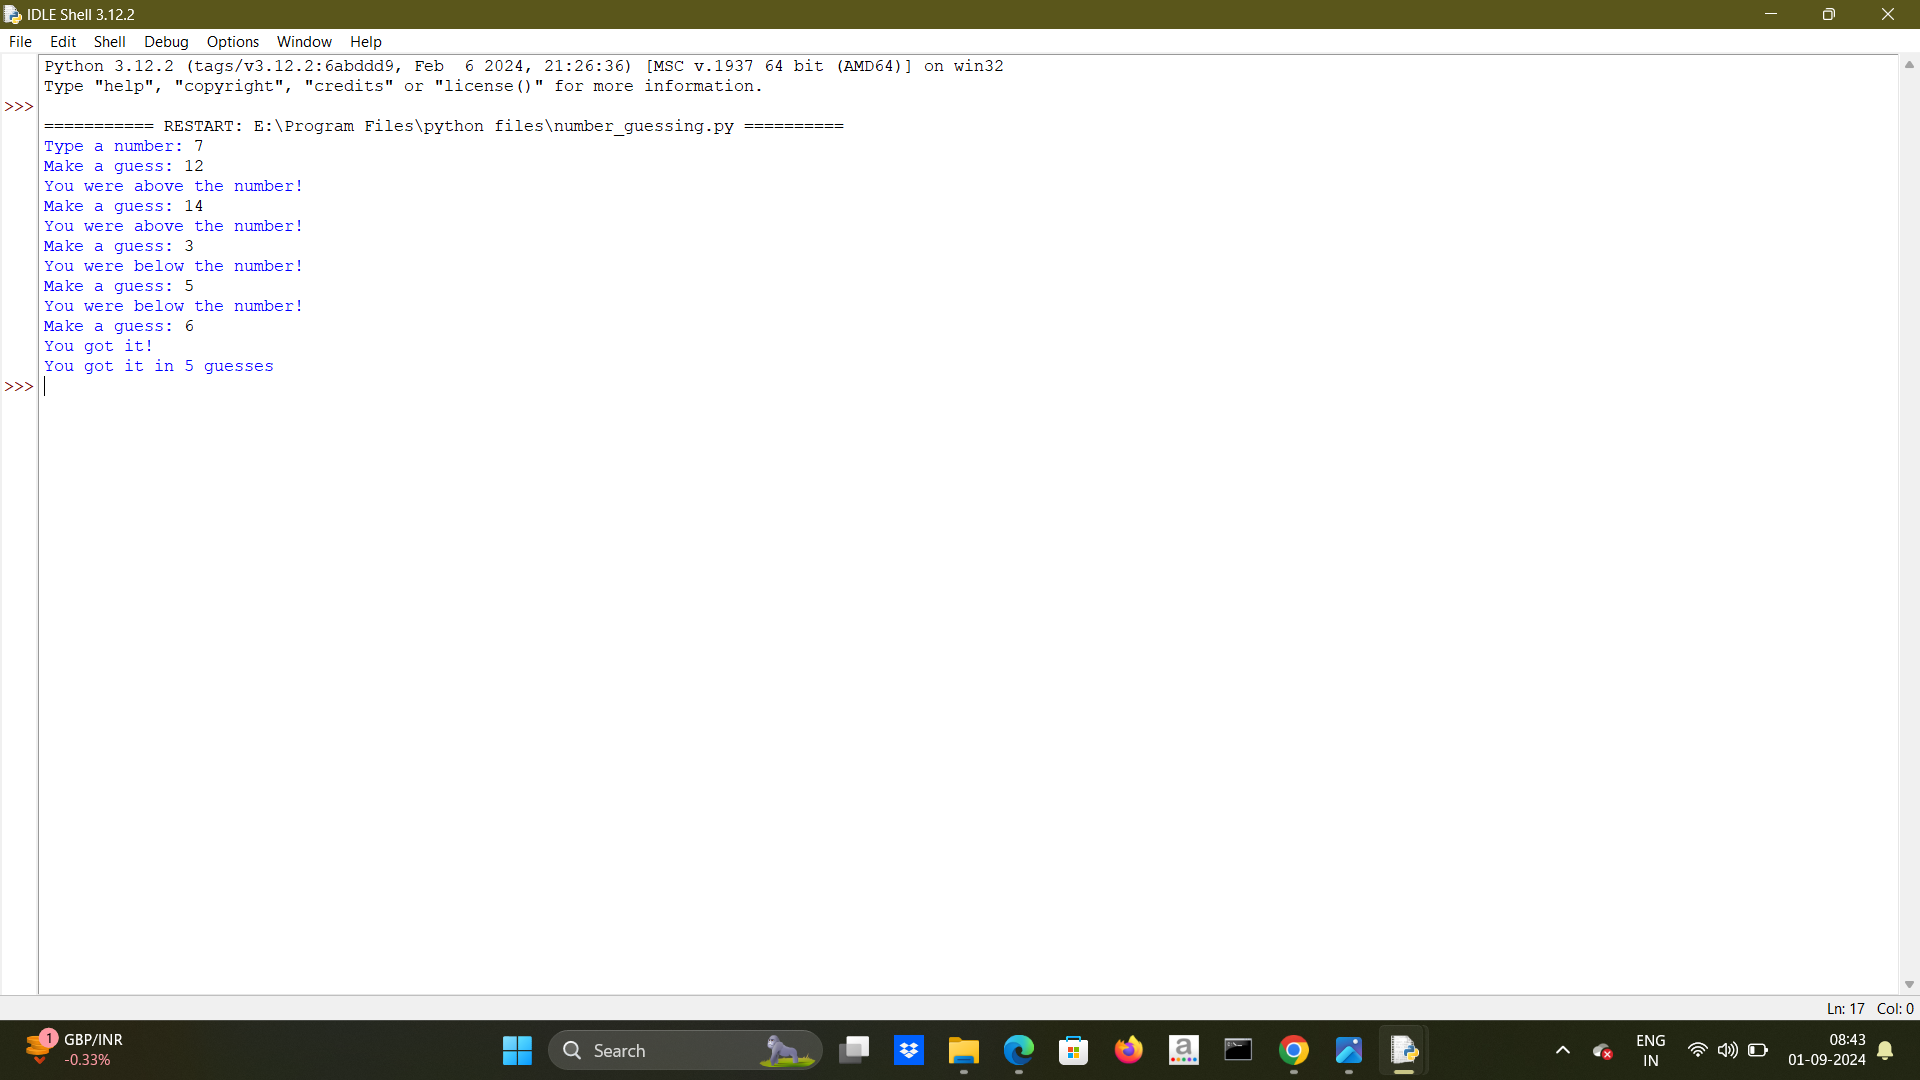 IDLE Shell 3.12.2
File Edit Shell Debug Options Window Help
Python 3.12.2 (tags/v3.12.2:6abddd9, Feb  6 2024, 21:26:36) [MSC v.1937 64 bit (AMD64)] on win32
Type "help", "copyright", "credits" or "license()" for more information.
>>>
=========== RESTART: E:\Program Files\python files\number_guessing.py ==========
Type a number: 7
Make a guess: 12
You were above the number!
Make a guess: 14
You were above the number!
Make a guess: 3
You were below the number!
Make a guess: 5
You were below the number!
Make a guess: 6
You got it!
You got it in 5 guesses
>>>
Ln: 17 Col: 0
1 GBP/INR
-0.33%
Search
a
ENG
IN
08:43
01-09-2024